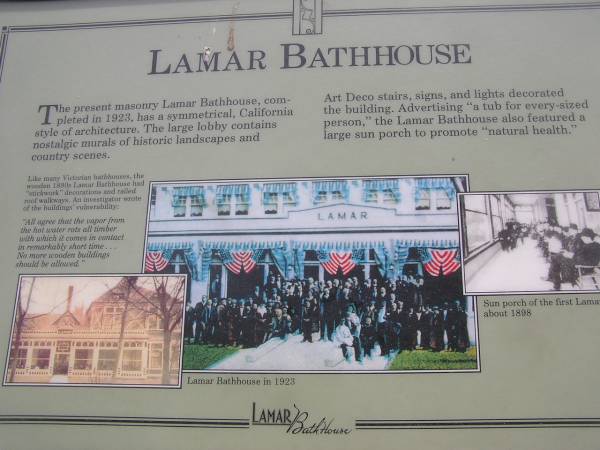 LAMAR BATHHOUSE
The present masonry Lamar Bathhouse, com-
pleted in 1923, has a symmetrical, California
style of architecture. The large lobby contains
nostalgic murals of historic landscapes and
country scenes.
Art Deco stairs, signs, and lights decorated
the building. Advertising “a tub for every-sized
person,” the Lamar Bathhouse also featured a
large sun porch to promote “natural health.”
Like many Victorian bathhouses, the
wooden 1890s Lamar Bathhouse had
“stickwork” decorations and railed
roof walkways. An investigator wrote
of the buildings' vulnerability:
“All agree that the vapor from
the hot water rots all timber
with which it comes in contact
in remarkably short time . . .
No more wooden buildings
should be allowed.”
LAMAR
Sun porch of the first Lama
about 1898
Lamar Bathhouse in 1923
LAMAR BathHouse